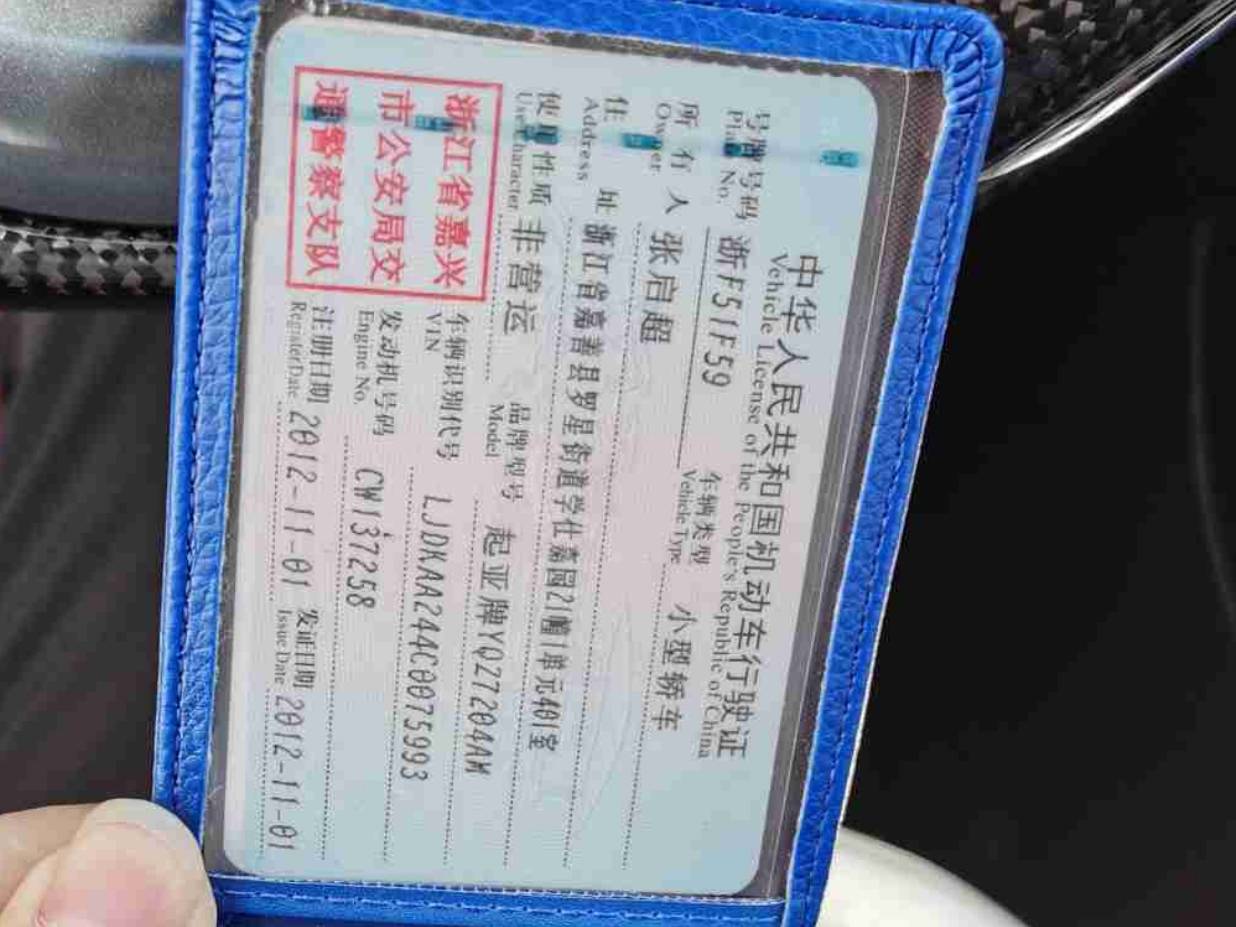 中华人民共和国机动车行驶证
Vehicle License of the People's Republic of China
号牌号码 浙F51F59 车辆类型 小型轿车
Plate No. Vehicle Type
所有人 张启超
Owner
住址 浙江省嘉善县罗星街道学仕嘉园21幢1单元401室
Address
使用性质 非营运 品牌型号 起亚牌YQZ7204AM
Use Character Model
浙江省嘉兴
市公安局交
通警察支队
车辆识别代号 LJDKAA244C0075993
VIN
发动机号码 CW137258
Engine No.
注册日期 2012-11-01 发证日期 2012-11-01
Register Date Issue Date